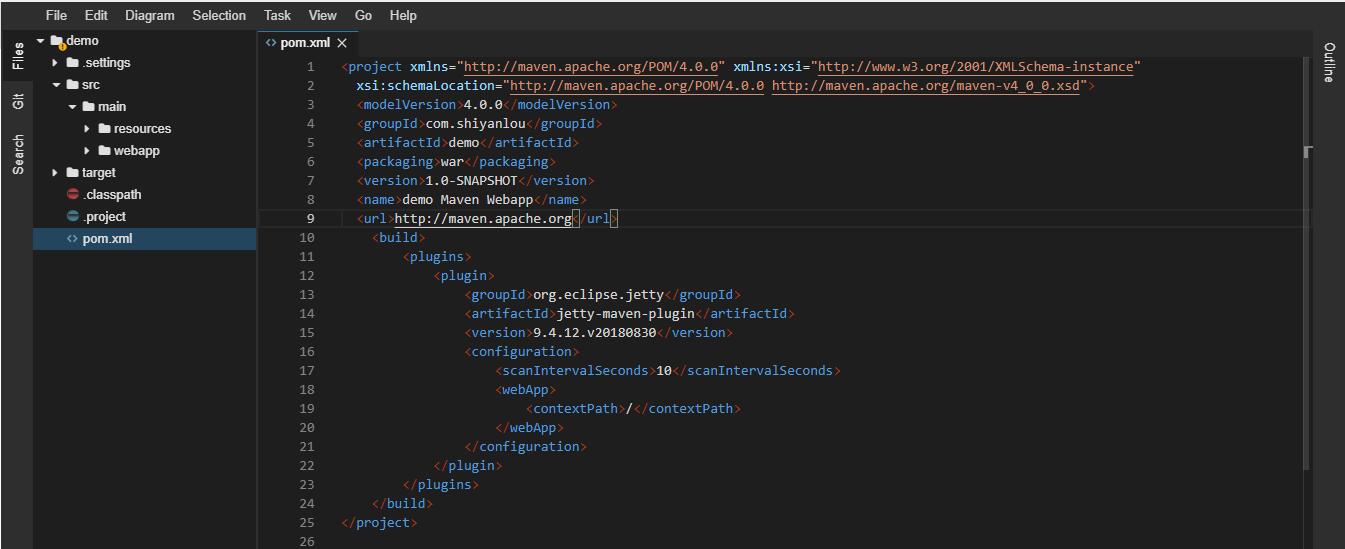 File Edit Diagram Selection Task View Go Help
Files
Git
Search
demo
.settings
src
main
resources
webapp
target
.classpath
.project
<> pom.xml
<> pom.xml ×
1 <project xmlns="http://maven.apache.org/POM/4.0.0" xmlns:xsi="http://www.w3.org/2001/XMLSchema-instance"
2 xsi:schemaLocation="http://maven.apache.org/POM/4.0.0 http://maven.apache.org/maven-v4_0_0.xsd">
3 <modelVersion>4.0.0</modelVersion>
4 <groupId>com.shiyanlou</groupId>
5 <artifactId>demo</artifactId>
6 <packaging>war</packaging>
7 <version>1.0-SNAPSHOT</version>
8 <name>demo Maven Webapp</name>
9 <url>http://maven.apache.org</url>
10 <build>
11 <plugins>
12 <plugin>
13 <groupId>org.eclipse.jetty</groupId>
14 <artifactId>jetty-maven-plugin</artifactId>
15 <version>9.4.12.v20180830</version>
16 <configuration>
17 <scanIntervalSeconds>10</scanIntervalSeconds>
18 <webApp>
19 <contextPath>/</contextPath>
20 </webApp>
21 </configuration>
22 </plugin>
23 </plugins>
24 </build>
25 </project>
26
Outline